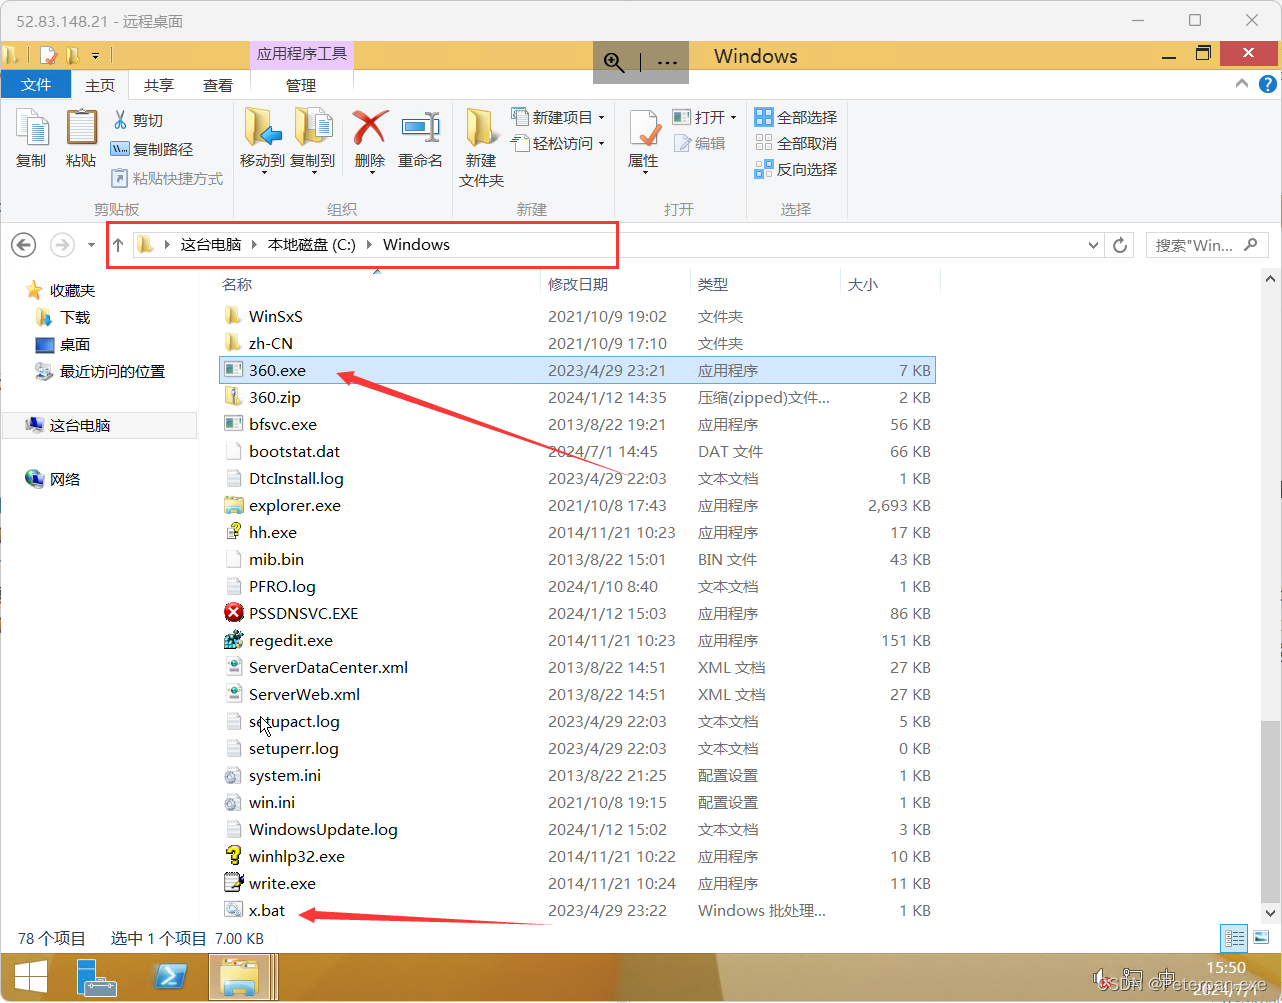 52.83.148.21 - 远程桌面
应用程序工具
Windows
文件 主页 共享 查看 管理
复制
粘贴
剪切
复制路径
粘贴快捷方式
移动到
复制到
删除
重命名
新建
文件夹
新建项目
轻松访问
属性
打开
编辑
全部选择
全部取消
反向选择
剪贴板 组织 新建 打开 选择
这台电脑 本地磁盘 (C:) Windows
搜索"Win...
收藏夹
下载
桌面
最近访问的位置
这台电脑
网络
名称 修改日期 类型 大小
WinSxS 2021/10/9 19:02 文件夹
zh-CN 2021/10/9 17:10 文件夹
360.exe 2023/4/29 23:21 应用程序 7 KB
360.zip 2024/1/12 14:35 压缩(zipped)文件... 2 KB
bfsvc.exe 2013/8/22 19:21 应用程序 56 KB
bootstat.dat 2024/7/1 14:45 DAT 文件 66 KB
DtcInstall.log 2023/4/29 22:03 文本文档 1 KB
explorer.exe 2021/10/8 17:43 应用程序 2,693 KB
hh.exe 2014/11/21 10:23 应用程序 17 KB
mib.bin 2013/8/22 15:01 BIN 文件 43 KB
PFRO.log 2024/1/10 8:40 文本文档 1 KB
PSSDNSVC.EXE 2024/1/12 15:03 应用程序 86 KB
regedit.exe 2014/11/21 10:23 应用程序 151 KB
ServerDataCenter.xml 2013/8/22 14:51 XML 文档 27 KB
ServerWeb.xml 2013/8/22 14:51 XML 文档 27 KB
setupact.log 2023/4/29 22:03 文本文档 5 KB
setuperr.log 2023/4/29 22:03 文本文档 0 KB
system.ini 2013/8/22 21:25 配置设置 1 KB
win.ini 2021/10/8 19:15 配置设置 1 KB
WindowsUpdate.log 2024/1/12 15:02 文本文档 3 KB
winhlp32.exe 2014/11/21 10:22 应用程序 10 KB
write.exe 2014/11/21 10:24 应用程序 11 KB
x.bat 2023/4/29 23:22 Windows 批处理... 1 KB
78 个项目 选中 1 个项目 7.00 KB
中
15:50
2024/7/1
CSDN @Peterpan.exe